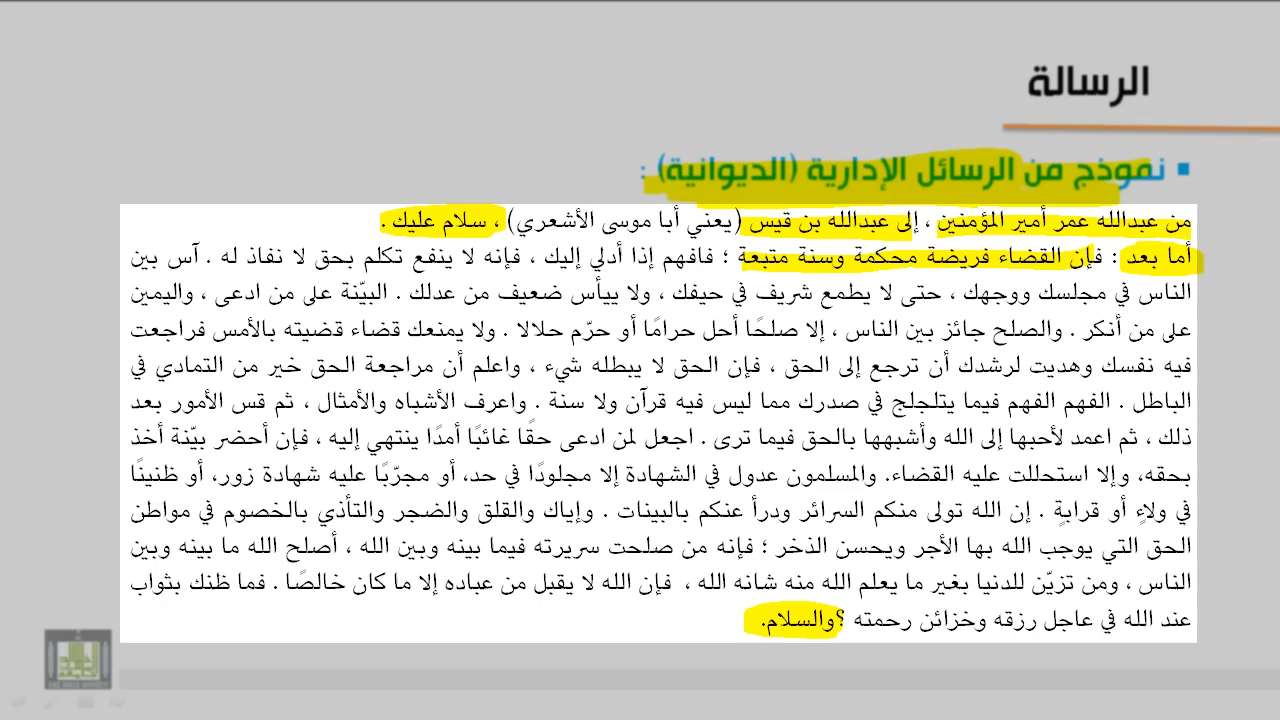 الرسالة
▪ نموذج من الرسائل الإدارية (الديوانية) :
من عبدالله عمر أمير المؤمنين ، إلى عبدالله بن قيس (يعني أبا موسى الأشعري) ، سلام عليك .
أما بعد : فإن القضاء فريضة محكمة وسنة متبعة ؛ فافهم إذا أدلي إليك ، فإنه لا ينفع تكلم بحق لا نفاذ له . آس بين
الناس في مجلسك ووجهك ، حتى لا يطمع شريف في حيفك ، ولا ييأس ضعيف من عدلك . البيّنة على من ادعى ، واليمين
على من أنكر . والصلح جائز بين الناس ، إلا صلحًا أحل حرامًا أو حرّم حلالا . ولا يمنعك قضاء قضيته بالأمس فراجعت
فيه نفسك وهديت لرشدك أن ترجع إلى الحق ، فإن الحق لا يبطله شيء ، واعلم أن مراجعة الحق خير من التمادي في
الباطل . الفهم الفهم فيما يتلجلج في صدرك مما ليس فيه قرآن ولا سنة . واعرف الأشباه والأمثال ، ثم قس الأمور بعد
ذلك ، ثم اعمد لأحبها إلى الله وأشبهها بالحق فيما ترى . اجعل لمن ادعى حقًا غائبًا أمدًا ينتهي إليه ، فإن أحضر بيّنة أخذ
بحقه، وإلا استحللت عليه القضاء. والمسلمون عدول في الشهادة إلا مجلودًا في حد، أو مجرّبًا عليه شهادة زور، أو ظنينًا
في ولاءٍ أو قرابةٍ . إن الله تولى منكم السرائر ودرأ عنكم بالبينات . وإياك والقلق والضجر والتأذي بالخصوم في مواطن
الحق التي يوجب الله بها الأجر ويحسن الذخر ؛ فإنه من صلحت سريرته فيما بينه وبين الله ، أصلح الله ما بينه وبين
الناس ، ومن تزيّن للدنيا بغير ما يعلم الله منه شانه الله ، فإن الله لا يقبل من عباده إلا ما كان خالصًا . فما ظنك بثواب
عند الله في عاجل رزقه وخزائن رحمته ؟والسلام.